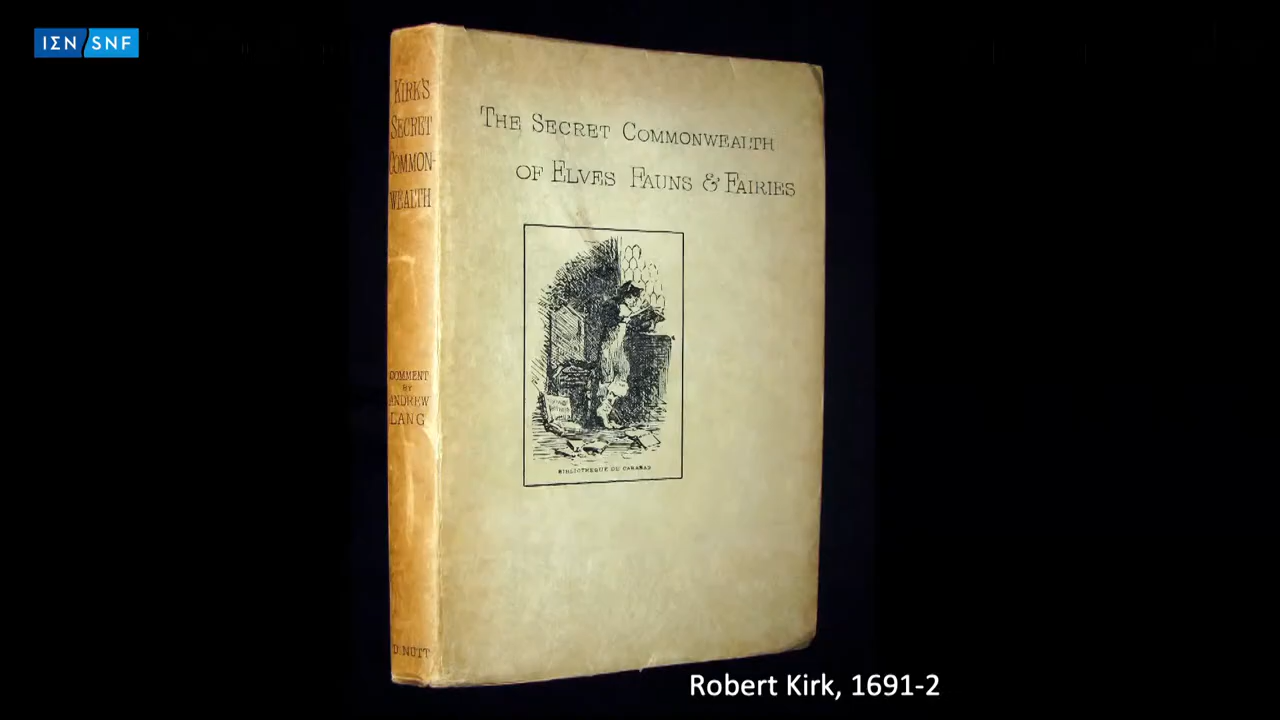 ΙΣΝ/SNF
KIRK'S
SECRET
COMMON-
WEALTH
COMMENT
BY
ANDREW
LANG
D. NUTT
THE SECRET COMMONWEALTH
OF ELVES FAUNS & FAIRIES
BIBLIOTHEQUE DU CARABAS
Robert Kirk, 1691-2